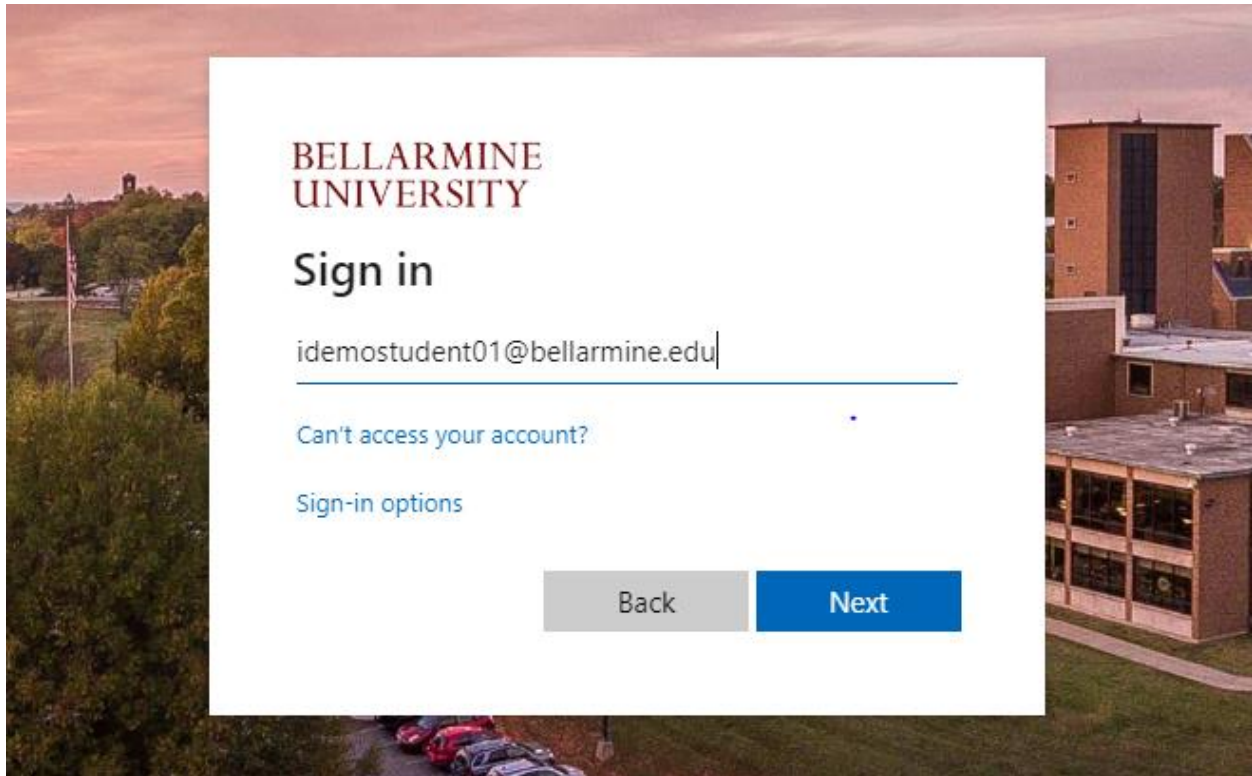 BELLARMINE
UNIVERSITY
Sign in
idemostudent01@bellarmine.edu
Can't access your account?
Sign-in options
Back
Next